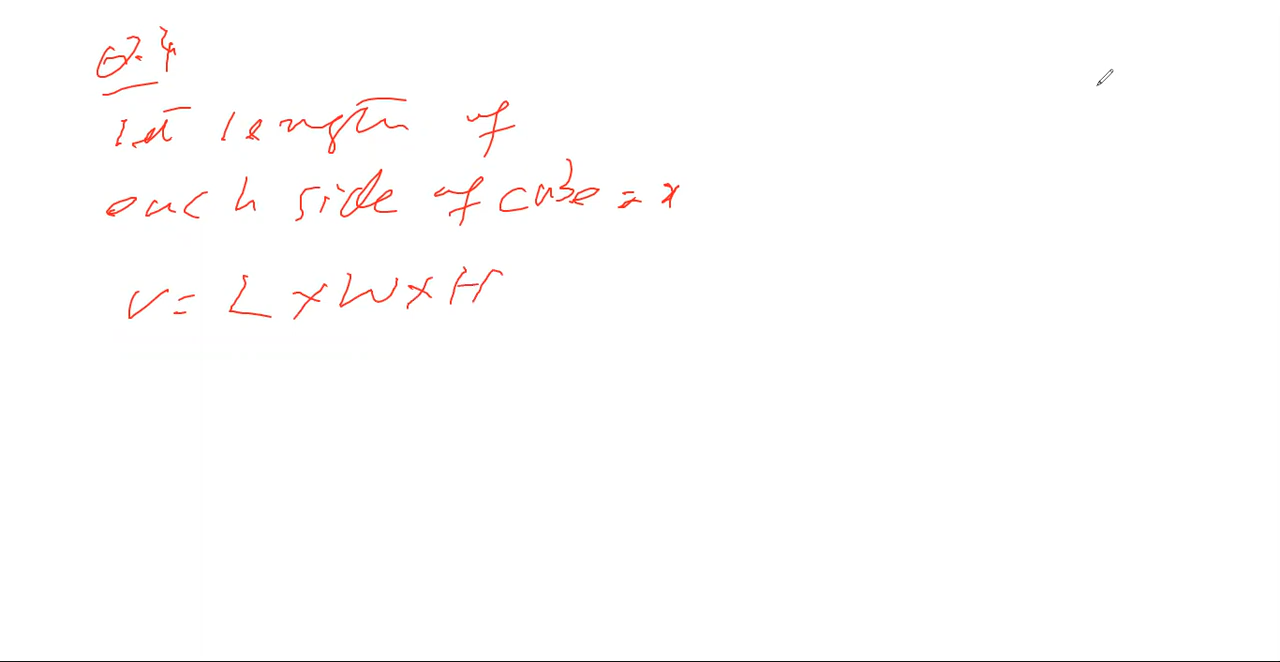 Q.4
Let length of
each side of cube = x
V = L × W × H